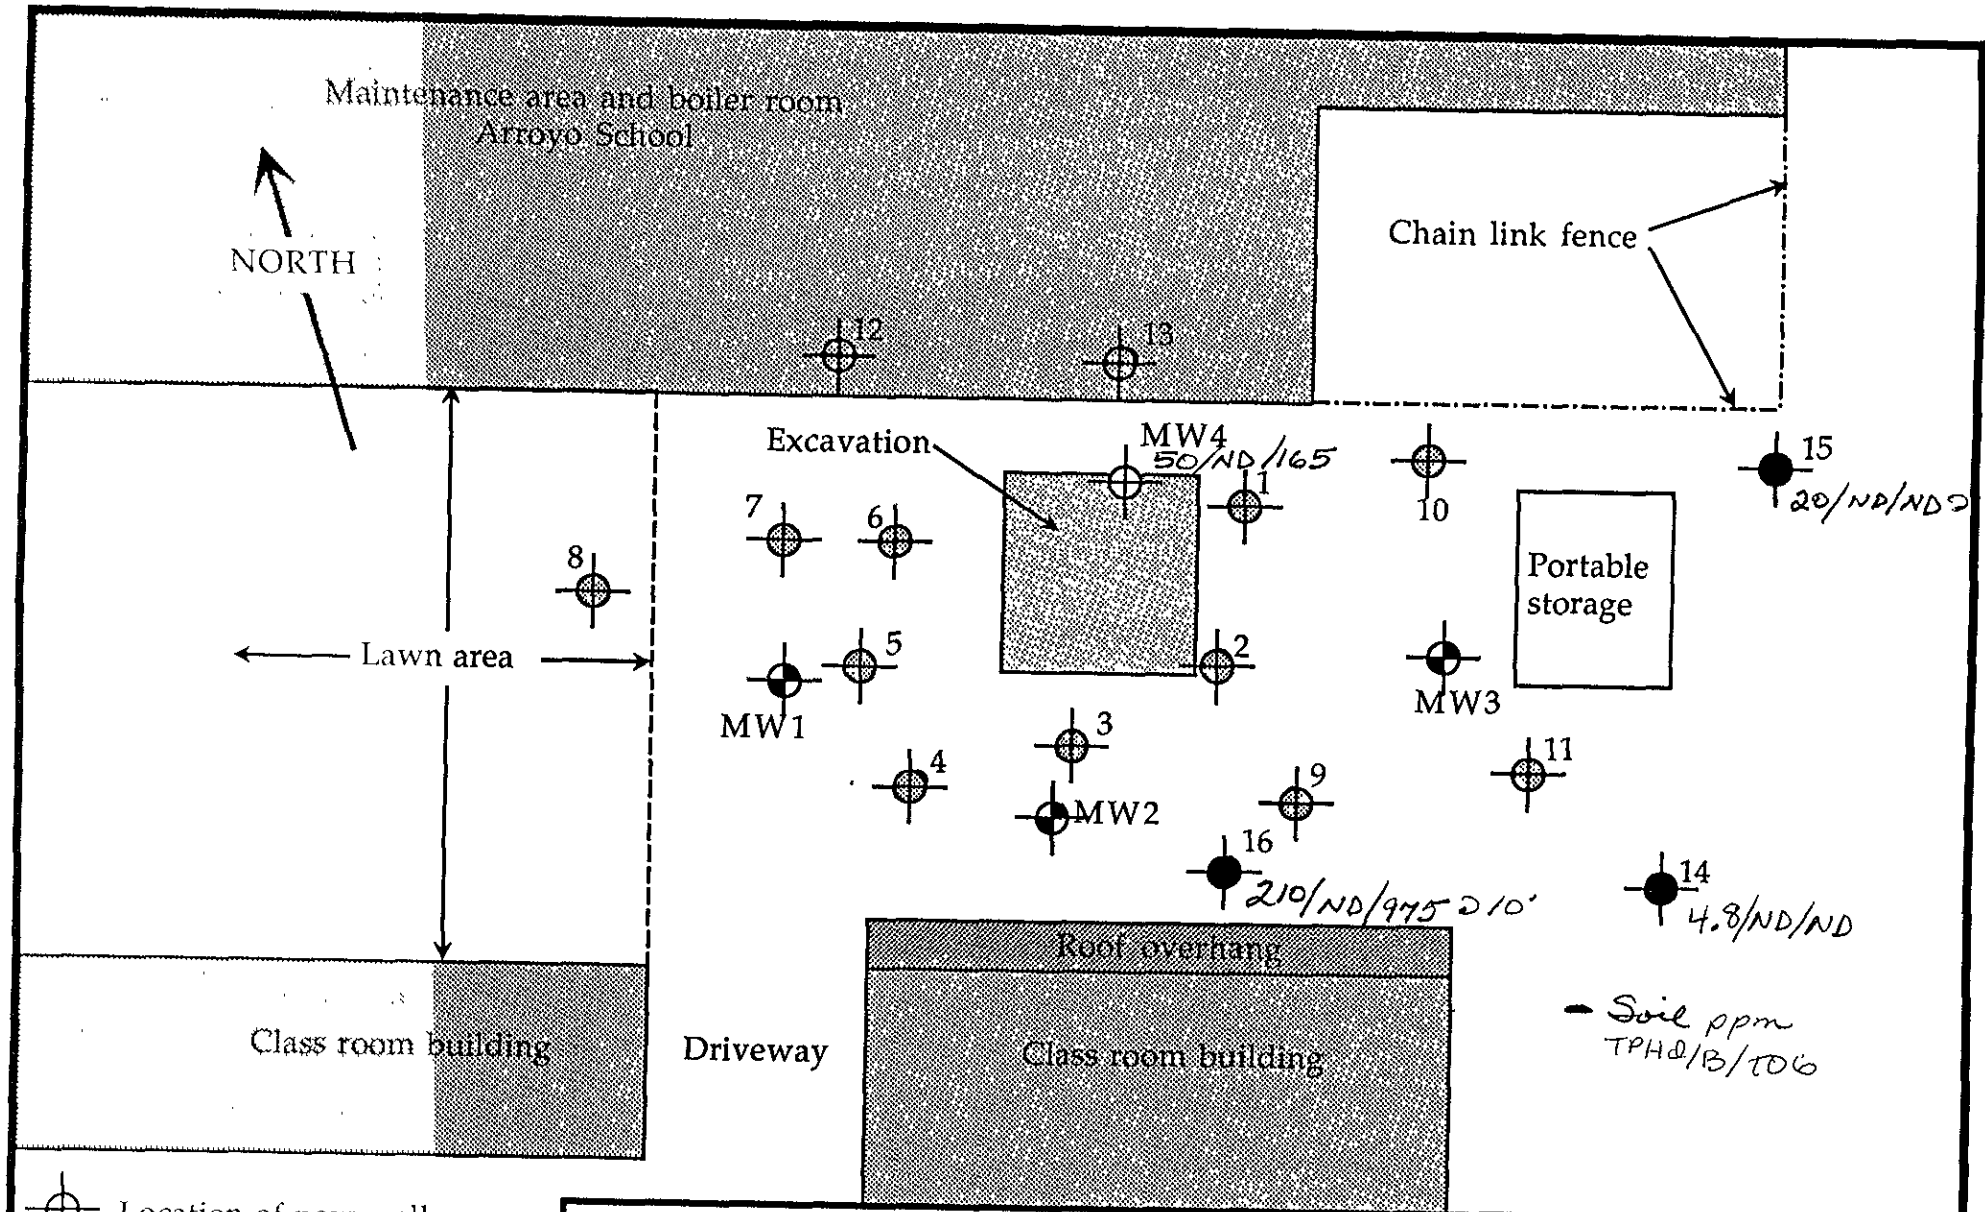 Maintenance area and boiler room
Arroyo School
NORTH
Chain link fence
12
13
Excavation
MW4
50/ND/165
1
10
15
20/ND/ND
7
6
8
Portable
storage
Lawn area
5
2
MW1
MW3
3
4
11
9
MW2
16
210/ND/975 @ 10'
14
4.8/ND/ND
Roof overhang
Class room building
Driveway
Class room building
- Soil ppm
TPHd/B/TOG
Location of new